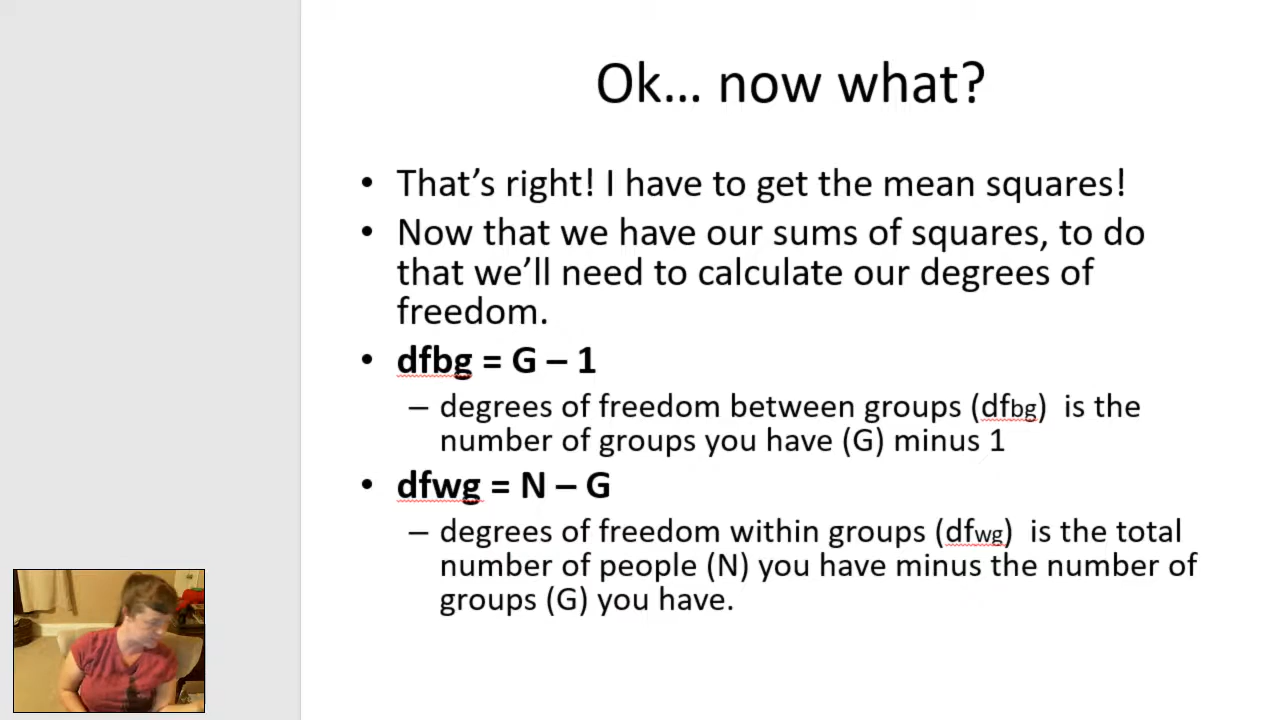 Ok... now what?
• That's right! I have to get the mean squares!
• Now that we have our sums of squares, to do
that we'll need to calculate our degrees of
freedom.
• dfbg = G – 1
– degrees of freedom between groups (dfbg) is the
number of groups you have (G) minus 1
• dfwg = N – G
– degrees of freedom within groups (dfwg) is the total
number of people (N) you have minus the number of
groups (G) you have.